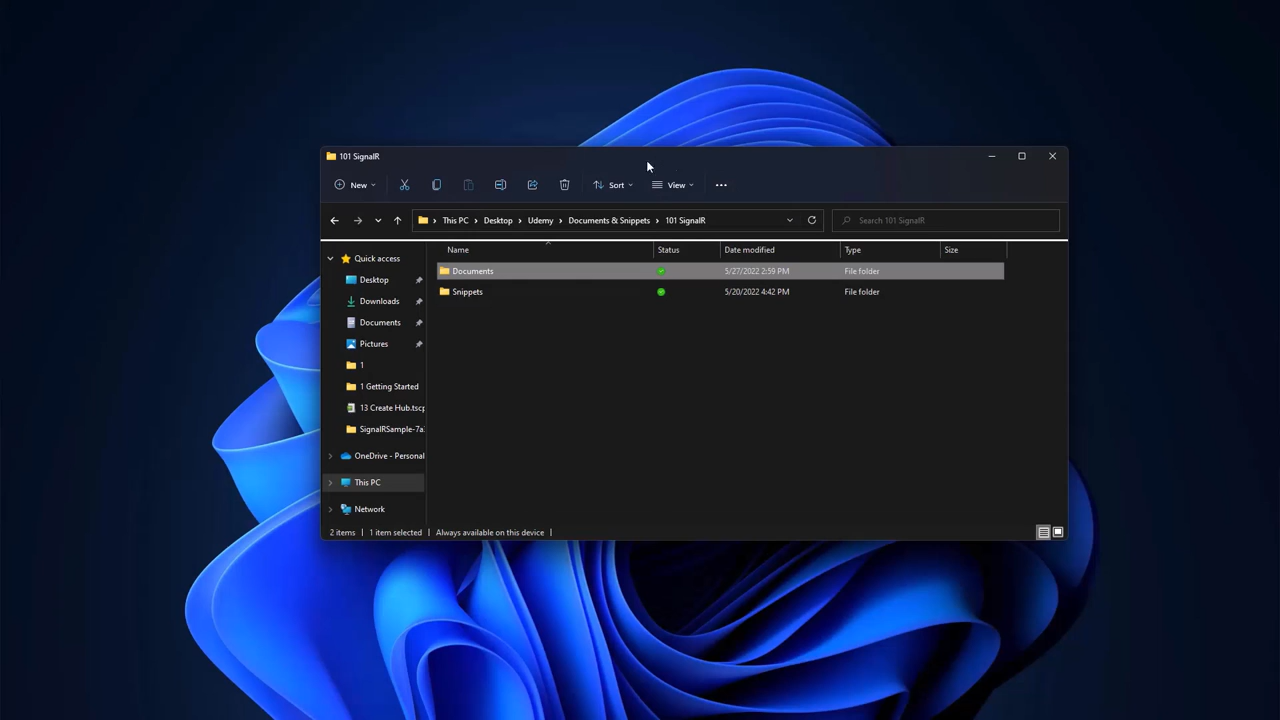 101 SignalR
New
Sort
View
This PC > Desktop > Udemy > Documents & Snippets > 101 SignalR
Search 101 SignalR
Name Status Date modified Type Size
Quick access
Documents 5/27/2022 2:59 PM File folder
Desktop
Snippets 5/20/2022 4:42 PM File folder
Downloads
Documents
Pictures
1
1 Getting Started
13 Create Hub.tscp
SignalRSample-7a
OneDrive - Personal
This PC
Network
2 items 1 item selected Always available on this device